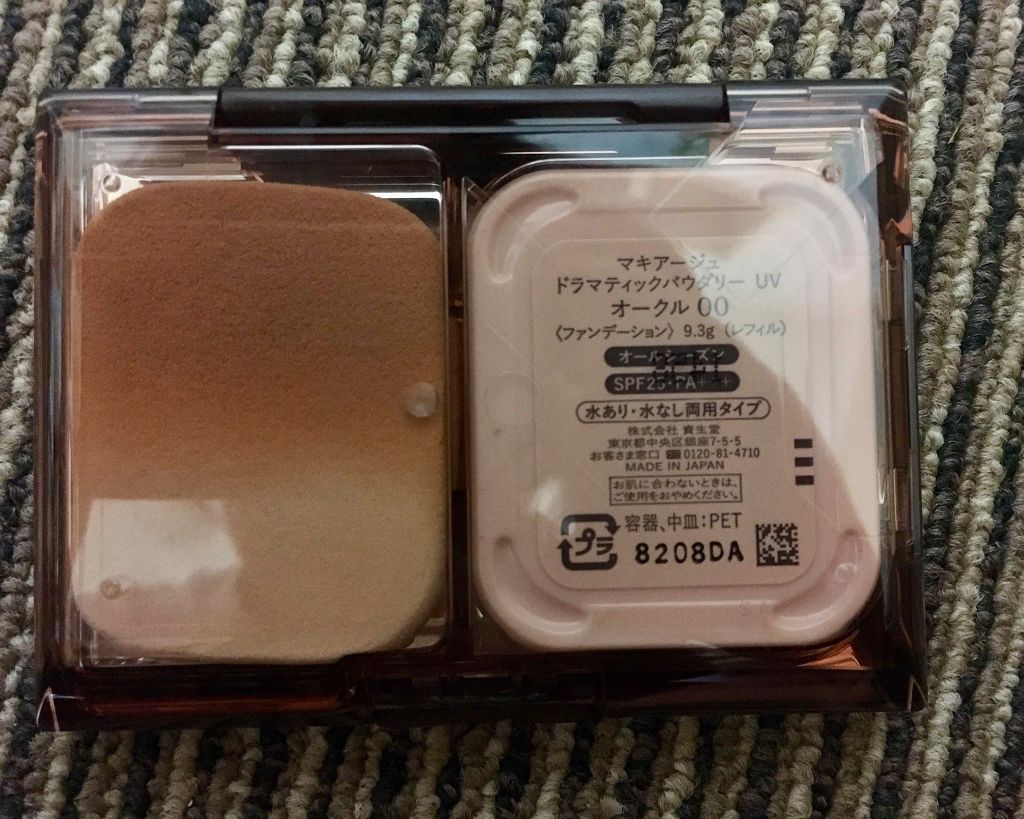 マキアージュ
ドラマティックパウダリー UV
オークル 00
〈ファンデーション〉 9.3g (レフィル)
オールシーズン
SPF25・PA+++
水あり・水なし両用タイプ
株式会社 資生堂
東京都中央区銀座7-5-5
お客さま窓口 ☎0120-81-4710
MADE IN JAPAN
お肌に合わないときは、
ご使用をおやめください。
プラ
容器、中皿:PET
8208DA